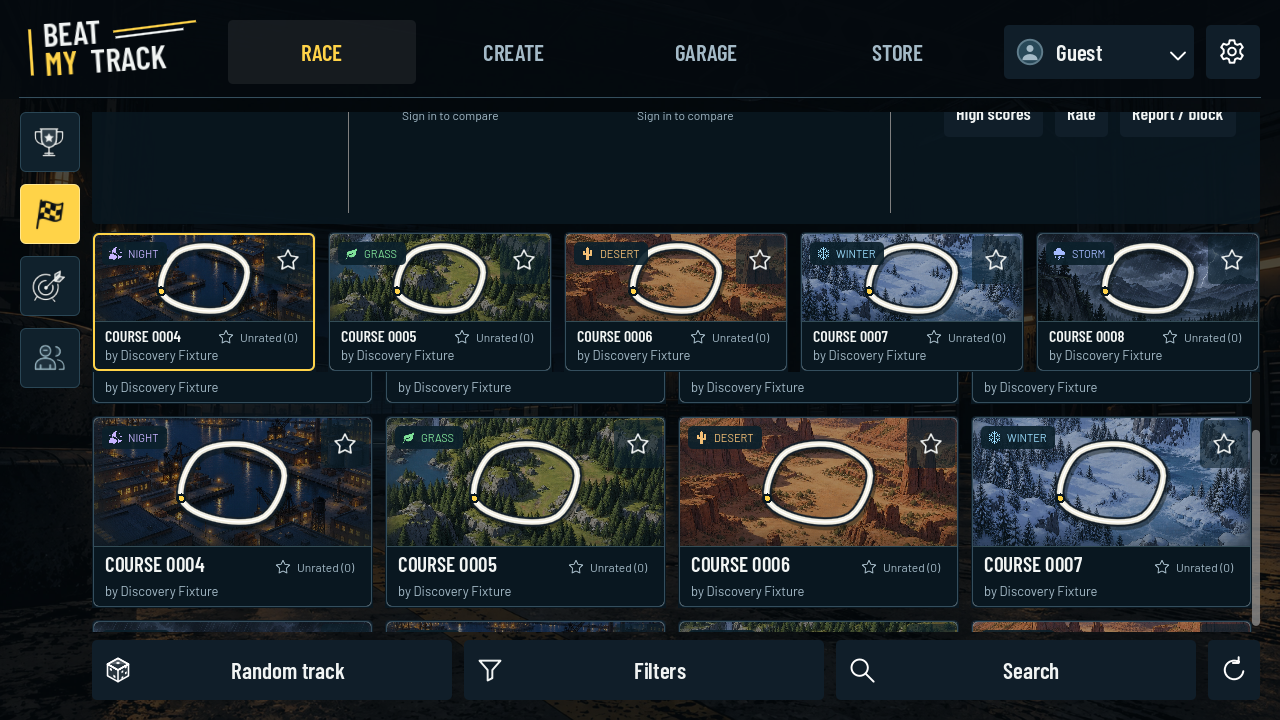 BEAT
MY TRACK
RACE
CREATE
GARAGE
STORE
Guest
Sign in to compare
Sign in to compare
High scores
Rate
Report / block
NIGHT
GRASS
DESERT
WINTER
STORM
COURSE 0004
Unrated (0)
by Discovery Fixture
COURSE 0005
Unrated (0)
by Discovery Fixture
COURSE 0006
Unrated (0)
by Discovery Fixture
COURSE 0007
Unrated (0)
by Discovery Fixture
COURSE 0008
Unrated (0)
by Discovery Fixture
by Discovery Fixture
by Discovery Fixture
by Discovery Fixture
by Discovery Fixture
NIGHT
GRASS
DESERT
WINTER
COURSE 0004
Unrated (0)
by Discovery Fixture
COURSE 0005
Unrated (0)
by Discovery Fixture
COURSE 0006
Unrated (0)
by Discovery Fixture
COURSE 0007
Unrated (0)
by Discovery Fixture
Random track
Filters
Search